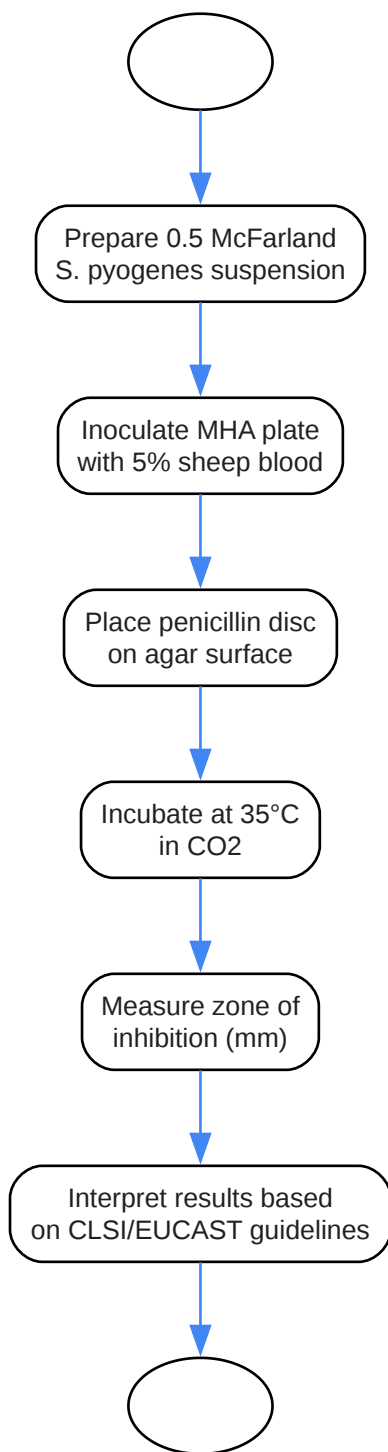 Prepare 0.5 McFarland
S. pyogenes suspension
Inoculate MHA plate
with 5% sheep blood
Place penicillin disc
on agar surface
Incubate at 35°C
in CO2
Measure zone of
inhibition (mm)
Interpret results based
on CLSI/EUCAST guidelines